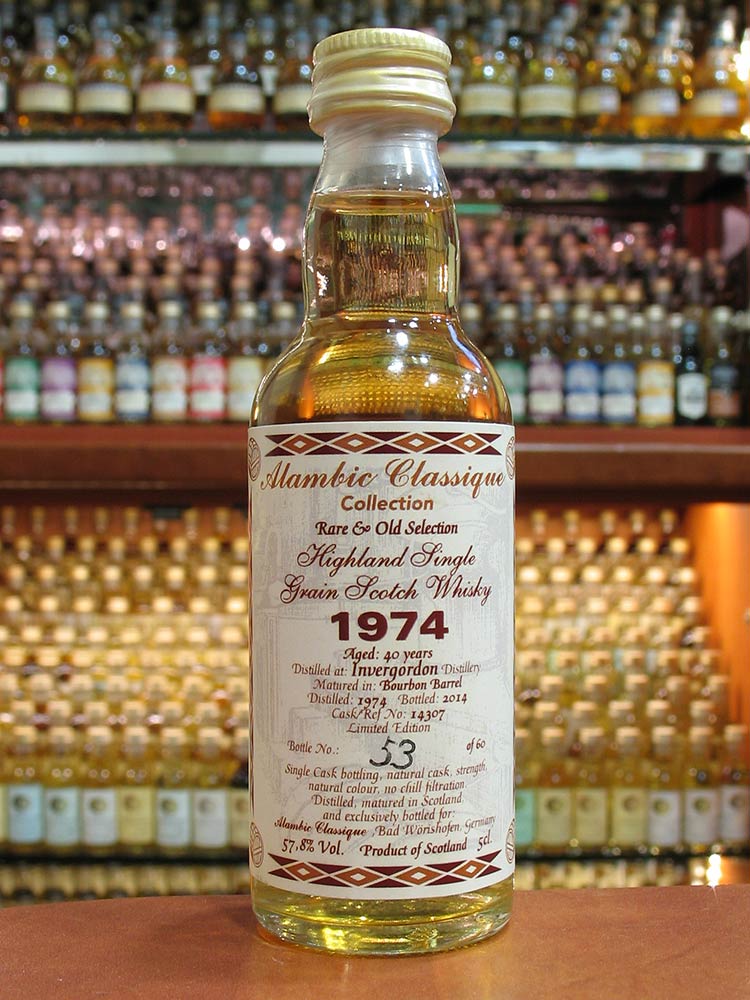 Alambic Classique
Collection
Rare & Old Selection
Highland Single
Grain Scotch Whisky
1974
Aged: 40 years
Distilled at: Invergordon Distillery
Matured in: Bourbon Barrel
Distilled: 1974 Bottled: 2014
Cask/Ref No: 14307
Limited Edition
Bottle No.: 53 of 60
Single Cask bottling, natural cask, strength,
natural colour, no chill filtration
Distilled, matured in Scotland,
and exclusively bottled for:
Alambic Classique ,Bad Wörishofen, Germany
57,8% Vol. Product of Scotland 5cl.